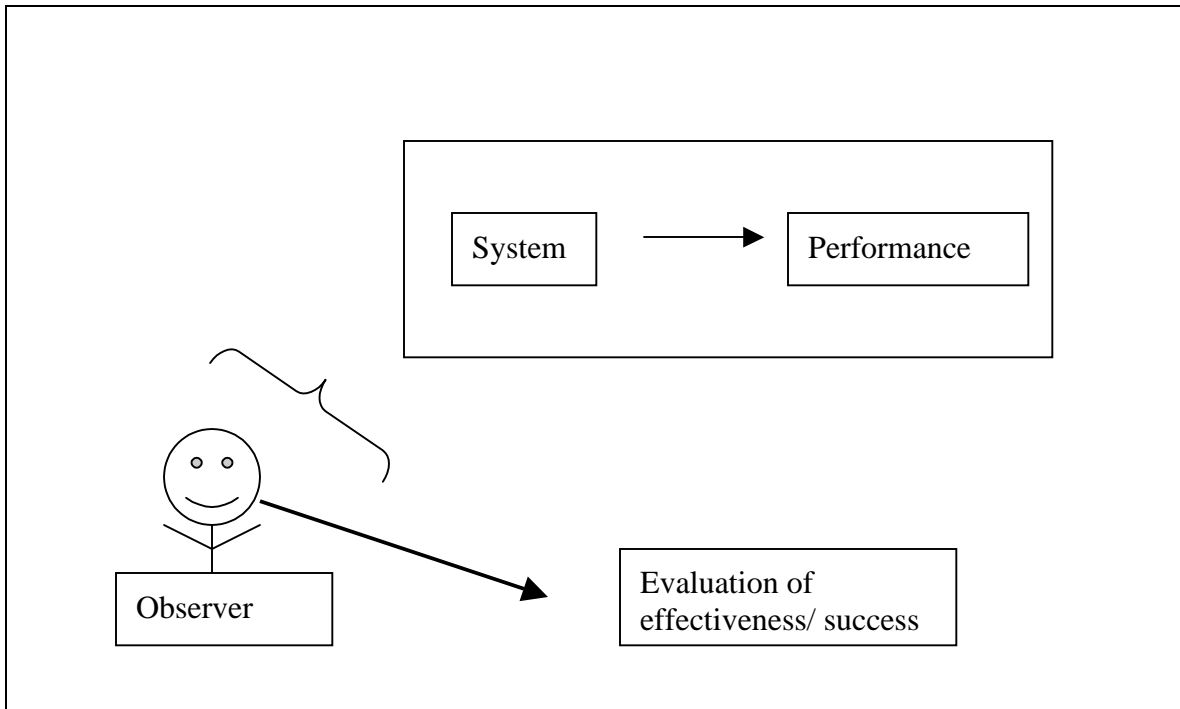 System
Performance
Observer
Evaluation of
effectiveness/ success